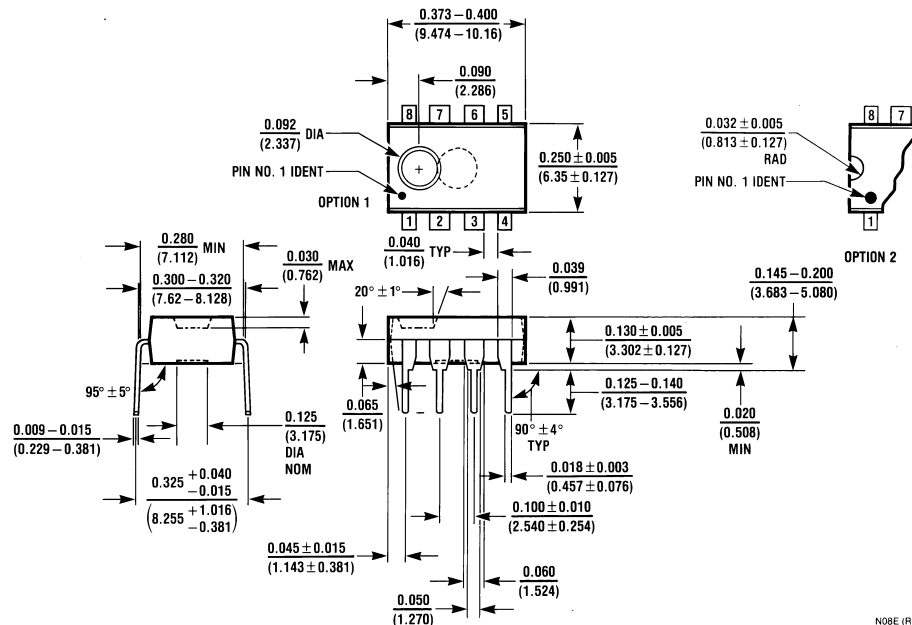 0.373 – 0.400
(9.474 – 10.16)
0.090
(2.286)
8 7 6 5
0.092 DIA
(2.337)
PIN NO. 1 IDENT
OPTION 1
+
1 2 3 4
0.250 ± 0.005
(6.35 ± 0.127)
8 7
0.032 ± 0.005
(0.813 ± 0.127)
RAD
PIN NO. 1 IDENT
1
OPTION 2
0.280 MIN
(7.112)
0.300 – 0.320
(7.62 – 8.128)
0.030 MAX
(0.762)
0.040 TYP
(1.016)
0.039
(0.991)
20° ± 1°
0.145 – 0.200
(3.683 – 5.080)
0.130 ± 0.005
(3.302 ± 0.127)
0.125 – 0.140
(3.175 – 3.556)
0.020
(0.508)
MIN
95° ± 5°
0.009 – 0.015
(0.229 – 0.381)
0.125
(3.175)
DIA
NOM
0.065
(1.651)
90° ± 4°
TYP
0.018 ± 0.003
(0.457 ± 0.076)
0.325 +0.040
-0.015
(8.255 +1.016
-0.381)
0.100 ± 0.010
(2.540 ± 0.254)
0.045 ± 0.015
(1.143 ± 0.381)
0.060
(1.524)
0.050
(1.270)
N08E (R